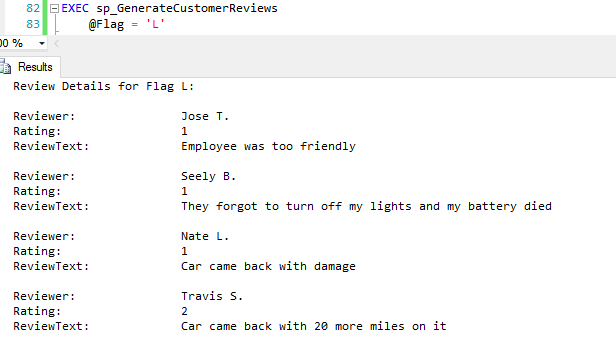 82 EXEC sp_GenerateCustomerReviews
83 @Flag = 'L'
00 %
Results
Review Details for Flag L:
Reviewer: Jose T.
Rating: 1
ReviewText: Employee was too friendly
Reviewer: Seely B.
Rating: 1
ReviewText: They forgot to turn off my lights and my battery died
Reviewer: Nate L.
Rating: 1
ReviewText: Car came back with damage
Reviewer: Travis S.
Rating: 2
ReviewText: Car came back with 20 more miles on it